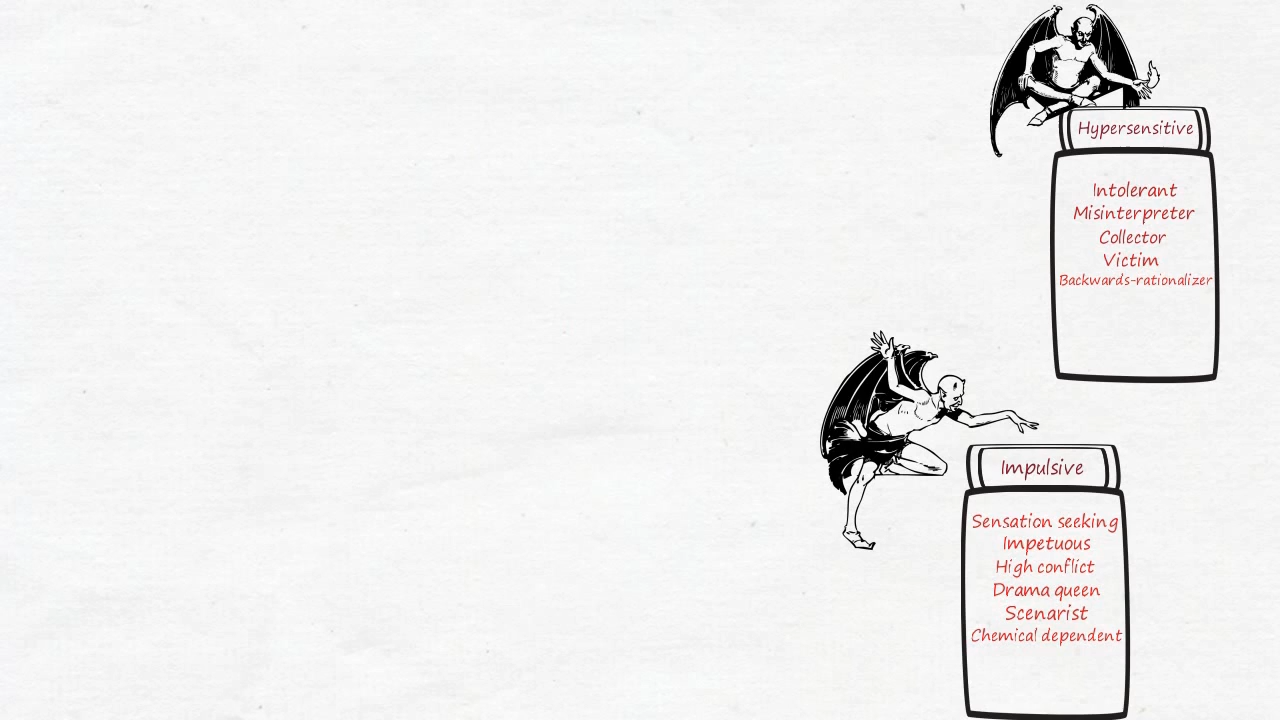 Hypersensitive
Intolerant
Misinterpreter
Collector
Victim
Backwards-rationalizer
Impulsive
Sensation seeking
Impetuous
High conflict
Drama queen
Scenarist
Chemical dependent